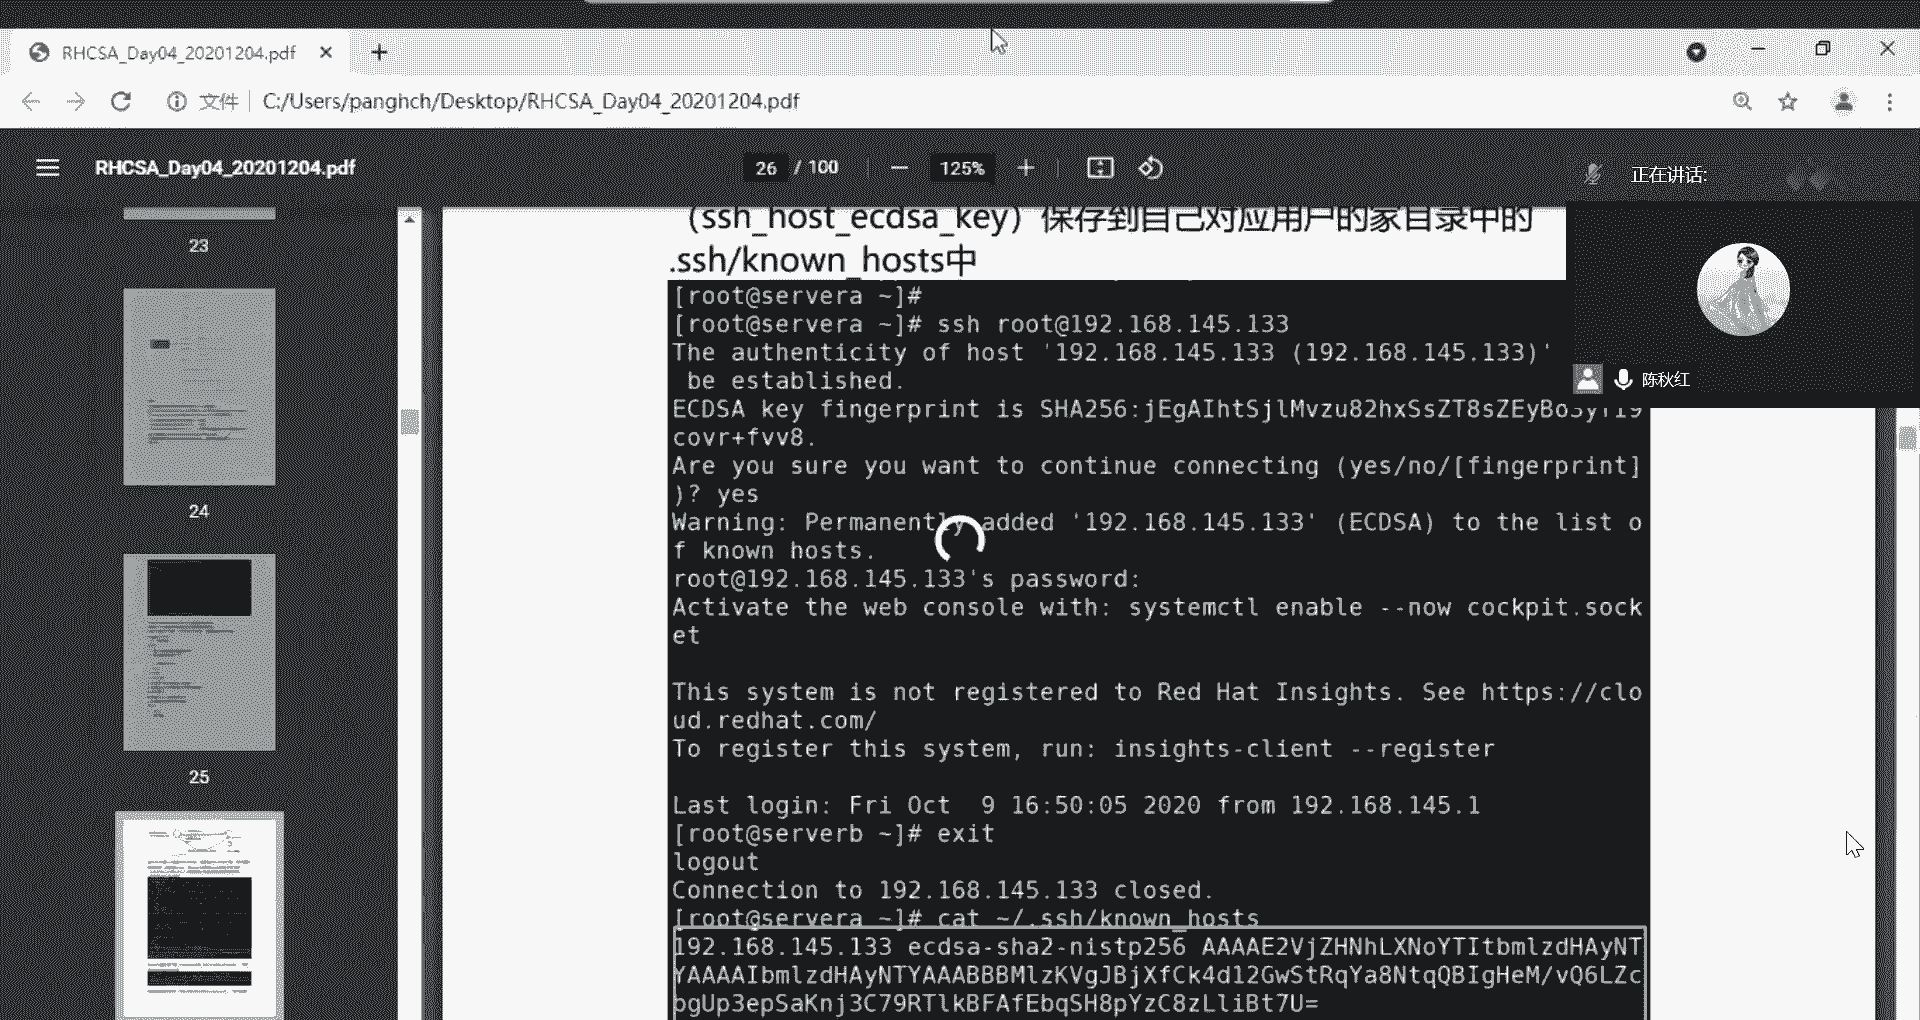 RHCSA_Day04_20201204.pdf
文件 C:/Users/panghch/Desktop/RHCSA_Day04_20201204.pdf
RHCSA_Day04_20201204.pdf
26 / 100
125%
正在讲话:
陈秋红
23
24
25
（ssh_host_ecdsa_key）保存到自己对应用户的家目录中的
.ssh/known_hosts中
[root@servera ~]#
[root@servera ~]# ssh root@192.168.145.133
The authenticity of host '192.168.145.133 (192.168.145.133)'
be established.
ECDSA key fingerprint is
covr+fvv8.
Are you sure you want to continue connecting (yes/no/[fingerprint]
)? yes
Warning: Permanently added '192.168.145.133' (ECDSA) to the list o
f known hosts.
root@192.168.145.133's password:
Activate the web console with: systemctl enable --now cockpit.sock
et
This system is not registered to Red Hat Insights. See https://clo
ud.redhat.com/
To register this system, run: insights-client --register
Last login: Fri Oct  9 16:50:05 2020 from 192.168.145.1
[root@serverb ~]# exit
logout
Connection to 192.168.145.133 closed.
[root@servera ~]# cat ~/.ssh/known_hosts
192.168.145.133 ecdsa-sha2-nistp256 AAAAE2VjZHNhLXNoYTItbmlzdHAyNT
YAAAAIbmlzdHAyNTYAAABBBMlzKVgJBjXfCk4d12GwStRqYa8NtqQBIgHeM/vQ6LZc
bgUp3epSaKnj3C79RTlkBFAfEbqSH8pYzC8zLliBt7U=